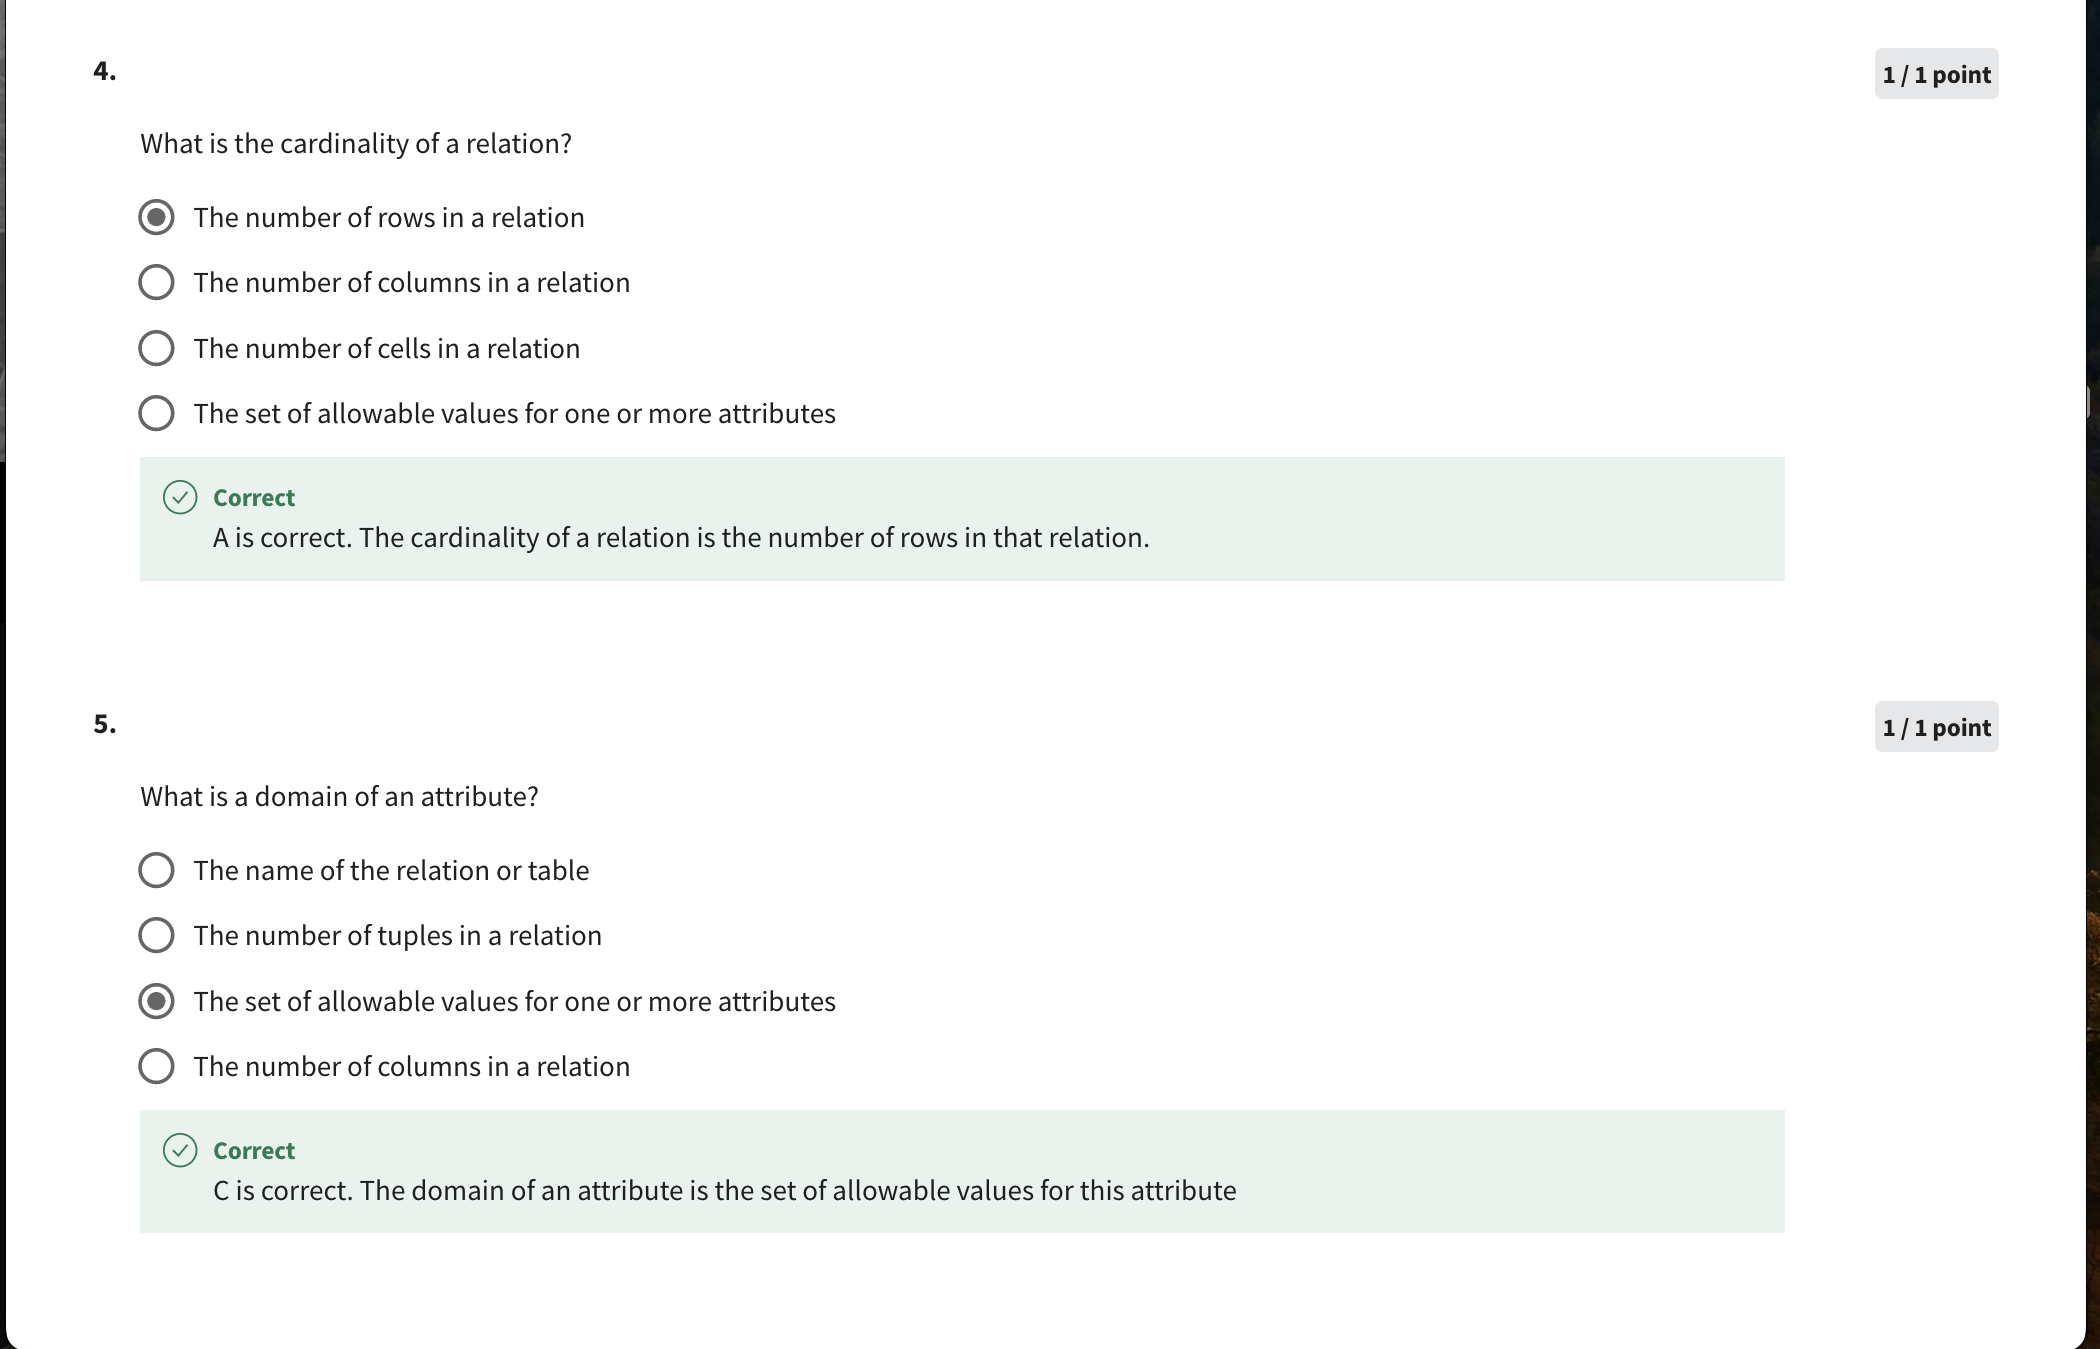 4.
1 / 1 point
What is the cardinality of a relation?
The number of rows in a relation
The number of columns in a relation
The number of cells in a relation
The set of allowable values for one or more attributes
Correct
A is correct. The cardinality of a relation is the number of rows in that relation.
5.
1 / 1 point
What is a domain of an attribute?
The name of the relation or table
The number of tuples in a relation
The set of allowable values for one or more attributes
The number of columns in a relation
Correct
C is correct. The domain of an attribute is the set of allowable values for this attribute